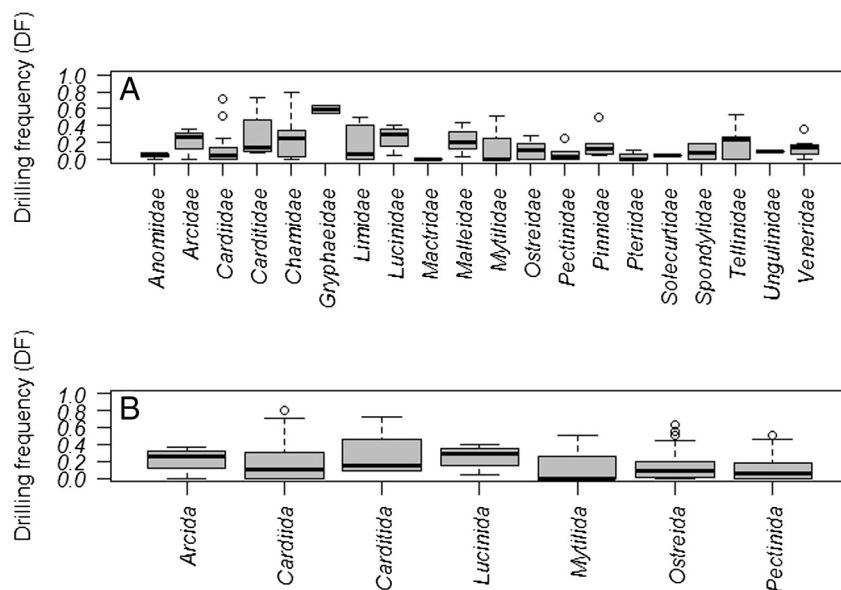 Drilling frequency (DF)
A
1.0
0.8
0.6
0.4
0.2
0.0
Anomiidae
Arcidae
Cardiidae
Carditidae
Chamidae
Gryphaeidae
Limidae
Lucinidae
Mactridae
Malleidae
Mytilidae
Ostreidae
Pectinidae
Pinnidae
Pteriidae
Solecurtidae
Spondylidae
Tellinidae
Ungulinidae
Veneridae
Drilling frequency (DF)
B
1.0
0.8
0.6
0.4
0.2
0.0
Arcida
Cardiida
Carditida
Lucinida
Mytilida
Ostreida
Pectinida